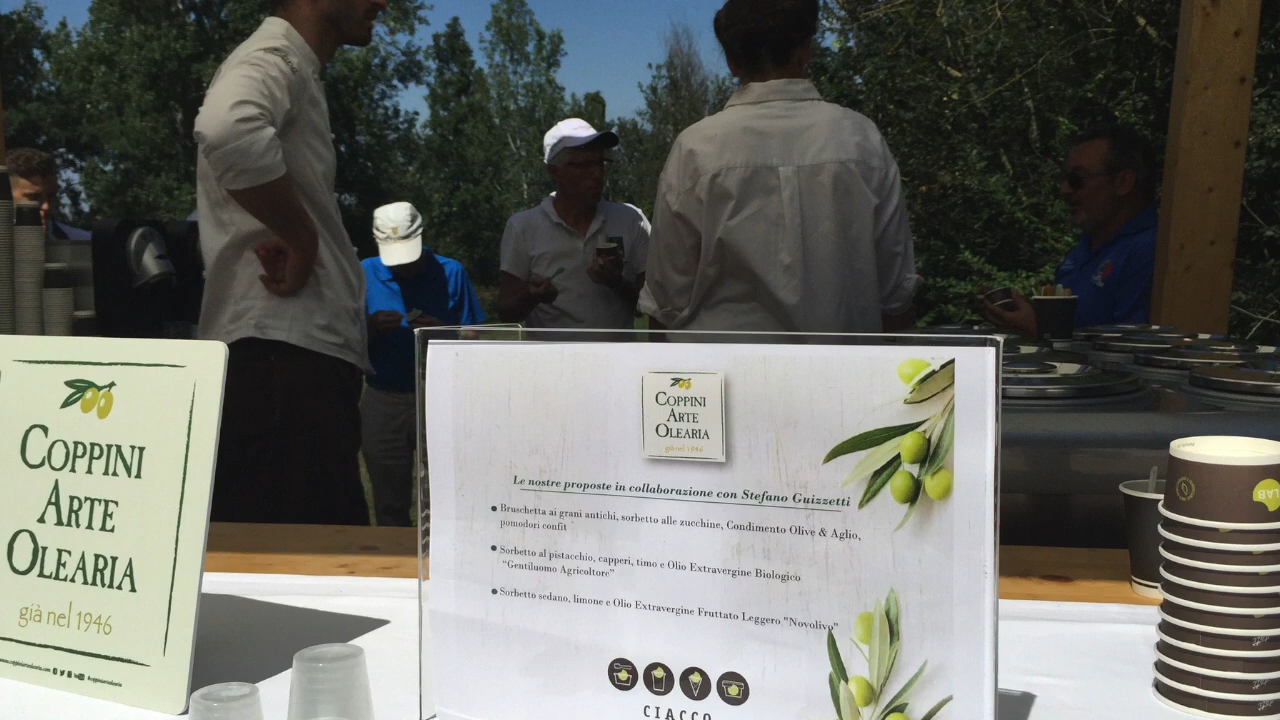 COPPINI
ARTE
OLEARIA
già nel 1946
COPPINI
ARTE
OLEARIA
già nel 1946
Le nostre proposte in collaborazione con Stefano Guizzetti
• Bruschetta ai grani antichi, sorbetto alle zucchine, Condimento Olive & Aglio,
pomodori confit
• Sorbetto al pistacchio, capperi, timo e Olio Extravergine Biologico
“Gentiluomo Agricoltore”
• Sorbetto sedano, limone e Olio Extravergine Fruttato Leggero "Novolivo"
CIACCO
LAB